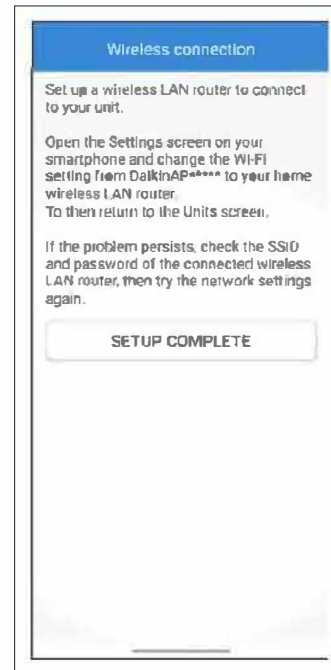 Wireless connection
Set up a wireless LAN router to connect
to your unit.
Open the Settings screen on your
smartphone and change the Wi-Fi
setting from DaikinAP***** to your home
wireless LAN router.
To then return to the Units screen,
If the problem persists, check the SSID
and password of the connected wireless
LAN router, then try the network settings
again.
SETUP COMPLETE